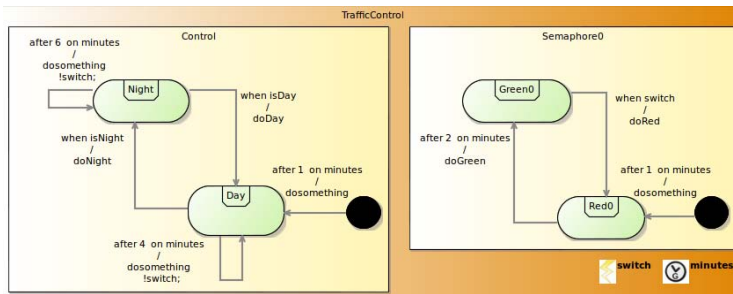 TrafficControl
Control
after 6 on minutes
/
dosomething
!switch;
Night
when isDay
/
doDay
when isNight
/
doNight
after 1 on minutes
/
dosomething
Day
after 4 on minutes
/
dosomething
!switch;
Semaphore0
Green0
when switch
/
doRed
after 2 on minutes
/
doGreen
after 1 on minutes
/
dosomething
Red0
switch
G
minutes